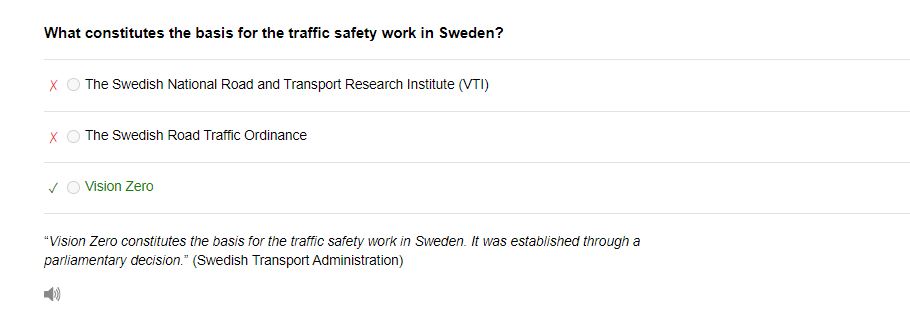 What constitutes the basis for the traffic safety work in Sweden?
X The Swedish National Road and Transport Research Institute (VTI)
X The Swedish Road Traffic Ordinance
✓ Vision Zero
“Vision Zero constitutes the basis for the traffic safety work in Sweden. It was established through a
parliamentary decision.” (Swedish Transport Administration)